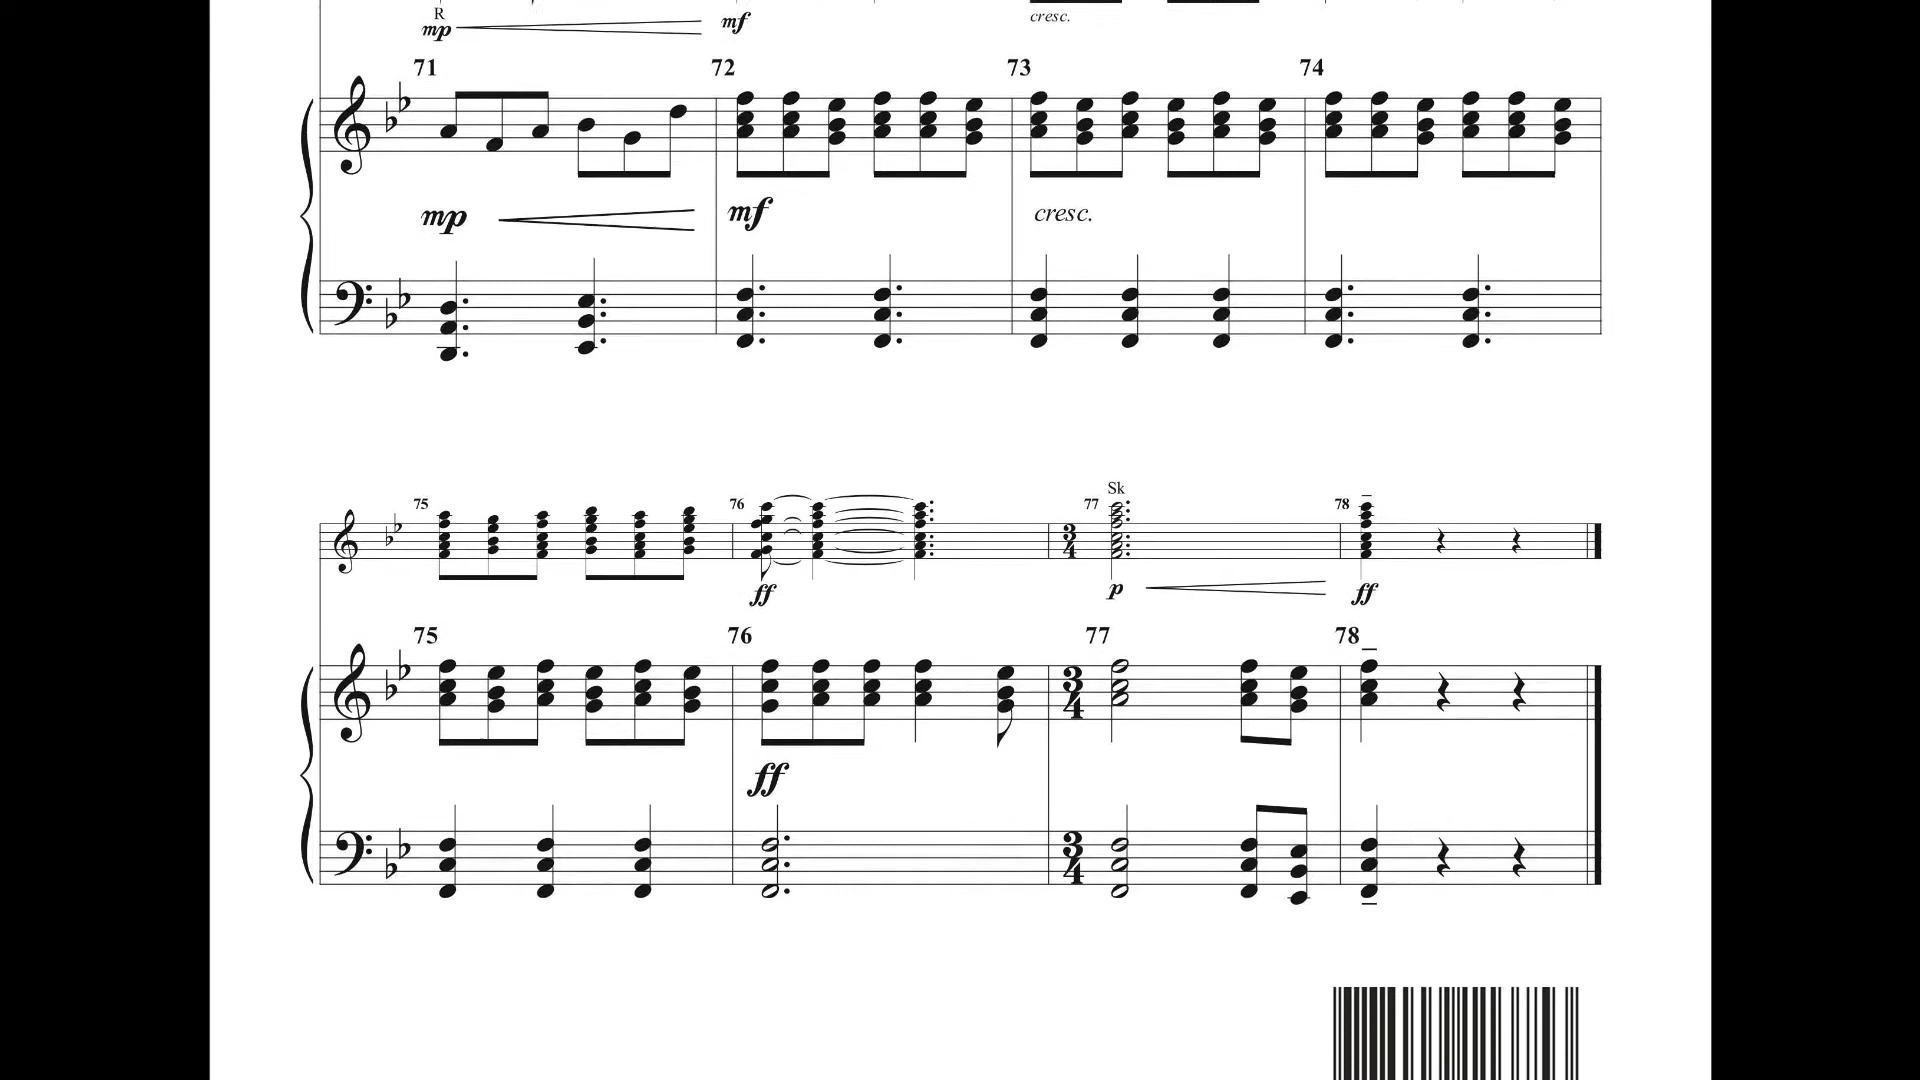 R
mp mf cresc.
71 72 73 74
mp mf cresc.
75 76 77 Sk 78
3
4
ff p ff
75 76 77 78
3
4
ff
3
4